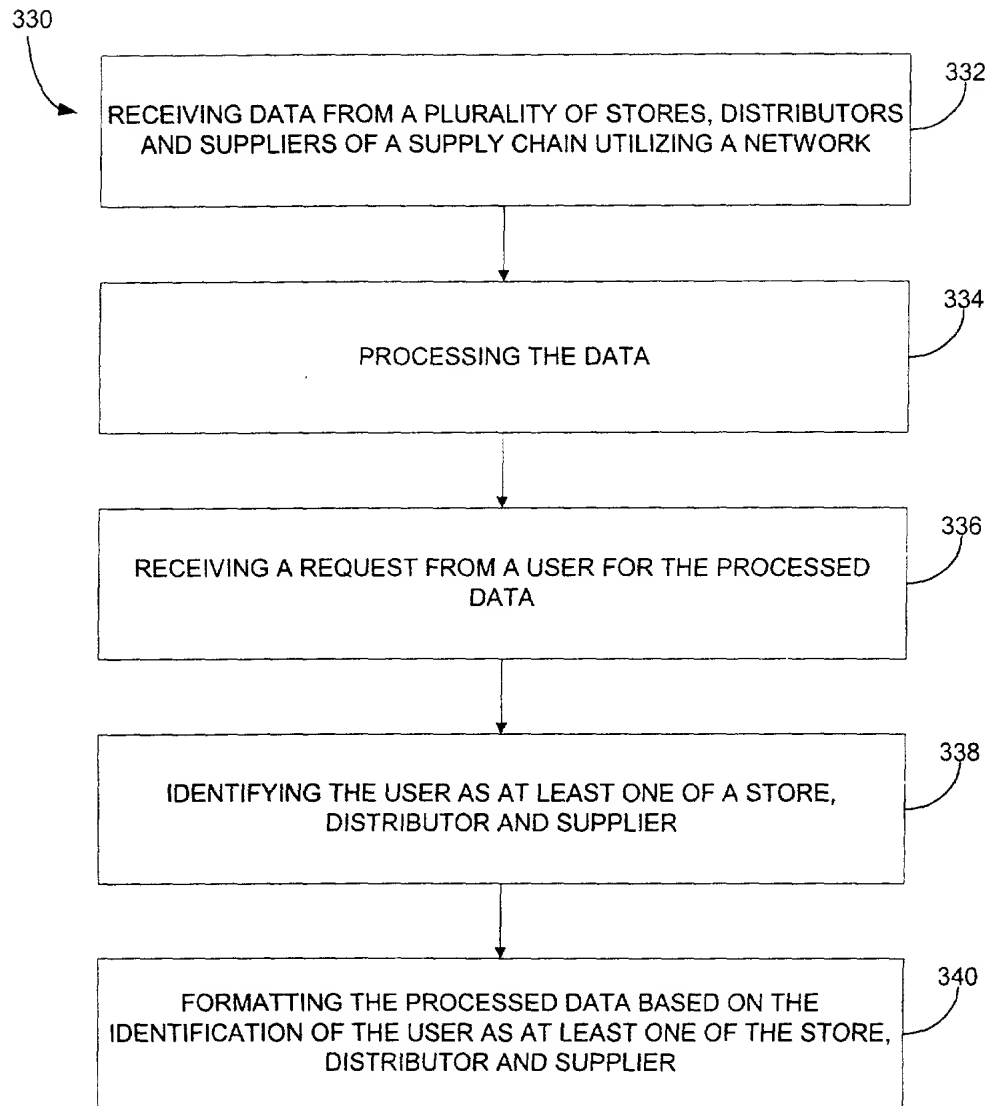 330
RECEIVING DATA FROM A PLURALITY OF STORES, DISTRIBUTORS
AND SUPPLIERS OF A SUPPLY CHAIN UTILIZING A NETWORK
332
PROCESSING THE DATA
334
RECEIVING A REQUEST FROM A USER FOR THE PROCESSED
DATA
336
IDENTIFYING THE USER AS AT LEAST ONE OF A STORE,
DISTRIBUTOR AND SUPPLIER
338
FORMATTING THE PROCESSED DATA BASED ON THE
IDENTIFICATION OF THE USER AS AT LEAST ONE OF THE STORE,
DISTRIBUTOR AND SUPPLIER
340